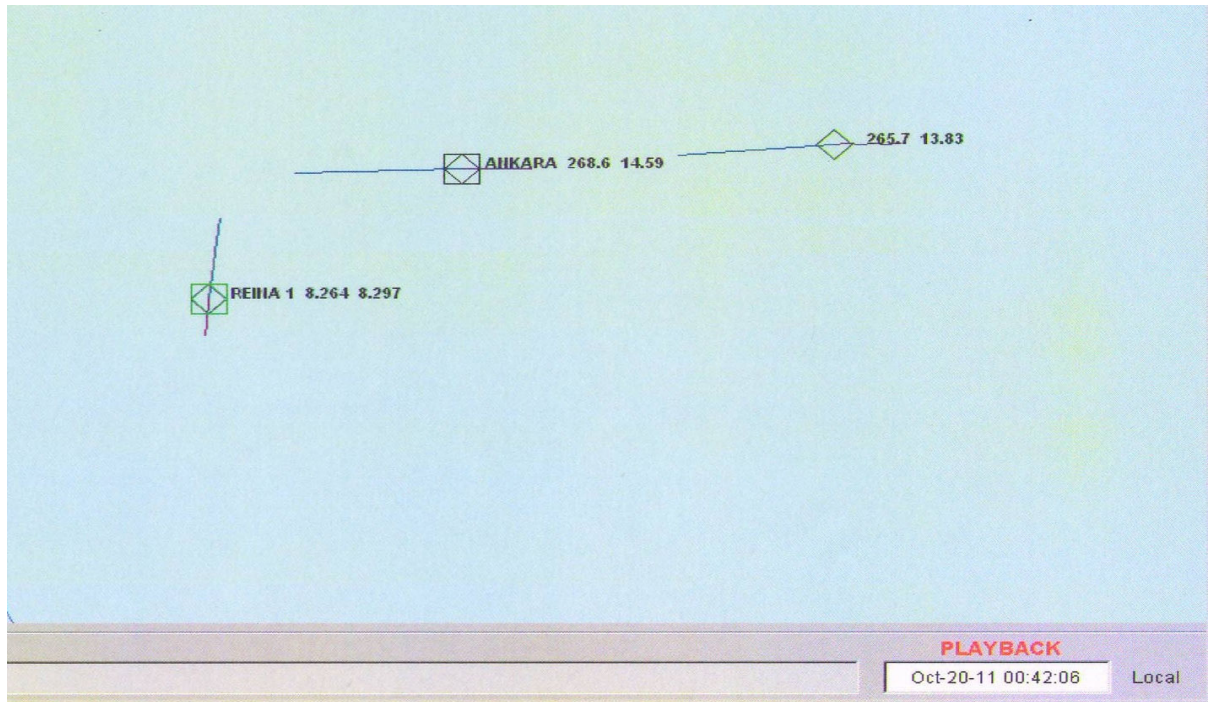 265.7 13.83
ANKARA 268.6 14.59
REINA 1 8.264 8.297
PLAYBACK
Oct-20-11 00:42:06 Local